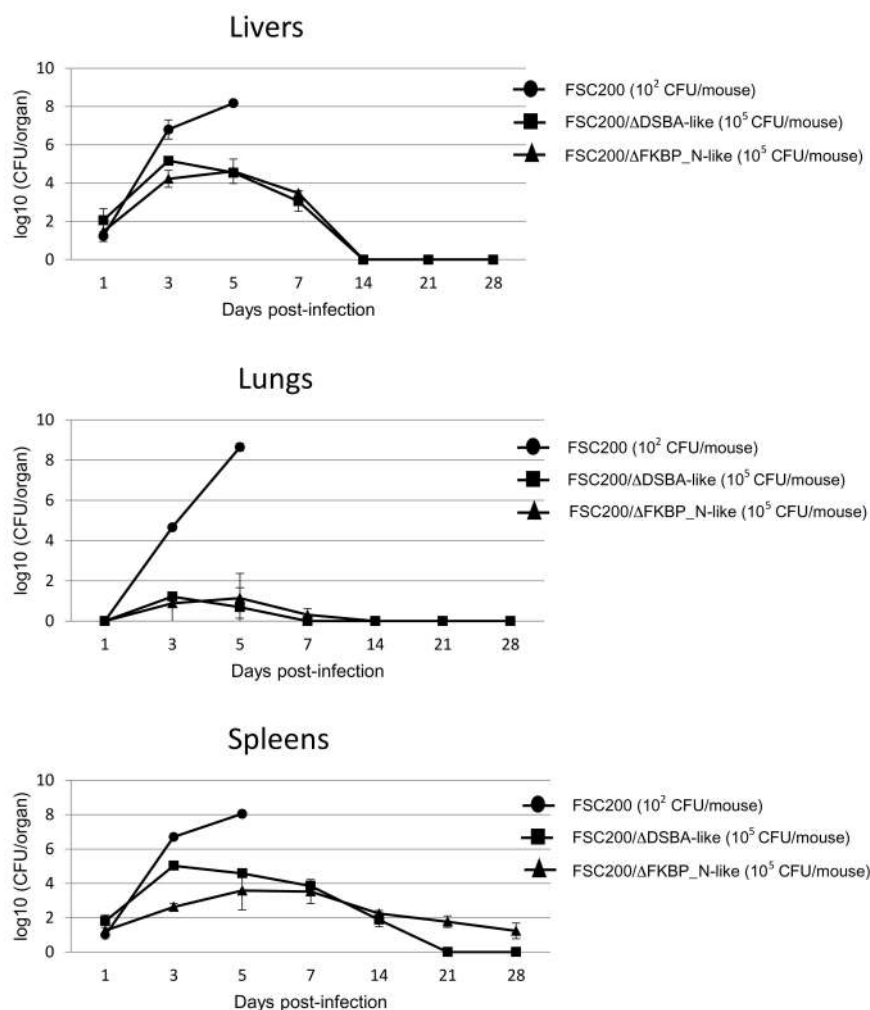 Livers
log10 (CFU/organ)
10
8
6
4
2
0
1 3 5 7 14 21 28
Days post-infection
FSC200 (10² CFU/mouse)
FSC200/ΔDSBA-like (10⁵ CFU/mouse)
FSC200/ΔFKBP_N-like (10⁵ CFU/mouse)
Lungs
log10 (CFU/organ)
10
8
6
4
2
0
1 3 5 7 14 21 28
Days post-infection
FSC200 (10² CFU/mouse)
FSC200/ΔDSBA-like (10⁵ CFU/mouse)
FSC200/ΔFKBP_N-like (10⁵ CFU/mouse)
Spleens
log10 (CFU/organ)
10
8
6
4
2
0
1 3 5 7 14 21 28
Days post-infection
FSC200 (10² CFU/mouse)
FSC200/ΔDSBA-like (10⁵ CFU/mouse)
FSC200/ΔFKBP_N-like (10⁵ CFU/mouse)